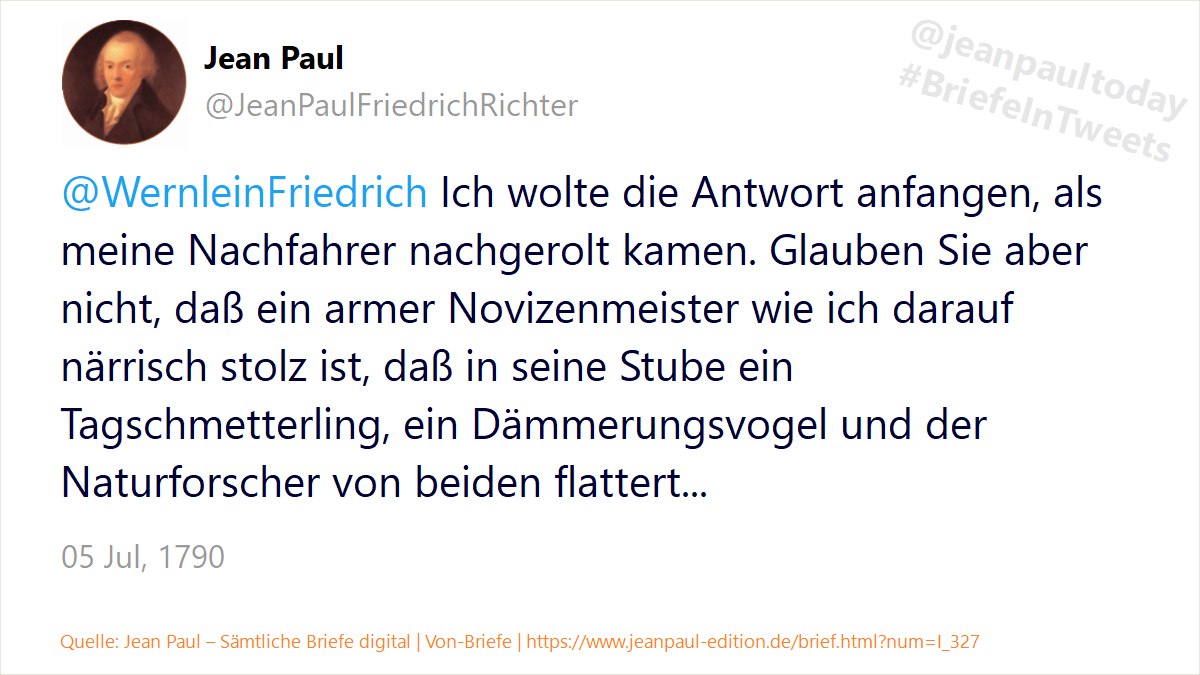 Jean Paul
@JeanPaulFriedrichRichter
@jeanpaultoday
#BriefeInTweets
@WernleinFriedrich Ich wolte die Antwort anfangen, als
meine Nachfahrer nachgerolt kamen. Glauben Sie aber
nicht, daß ein armer Novizenmeister wie ich darauf
närrisch stolz ist, daß in seine Stube ein
Tagschmetterling, ein Dämmerungsvogel und der
Naturforscher von beiden flattert...
05 Jul, 1790
Quelle: Jean Paul – Sämtliche Briefe digital | Von-Briefe | https://www.jeanpaul-edition.de/brief.html?num=I_327